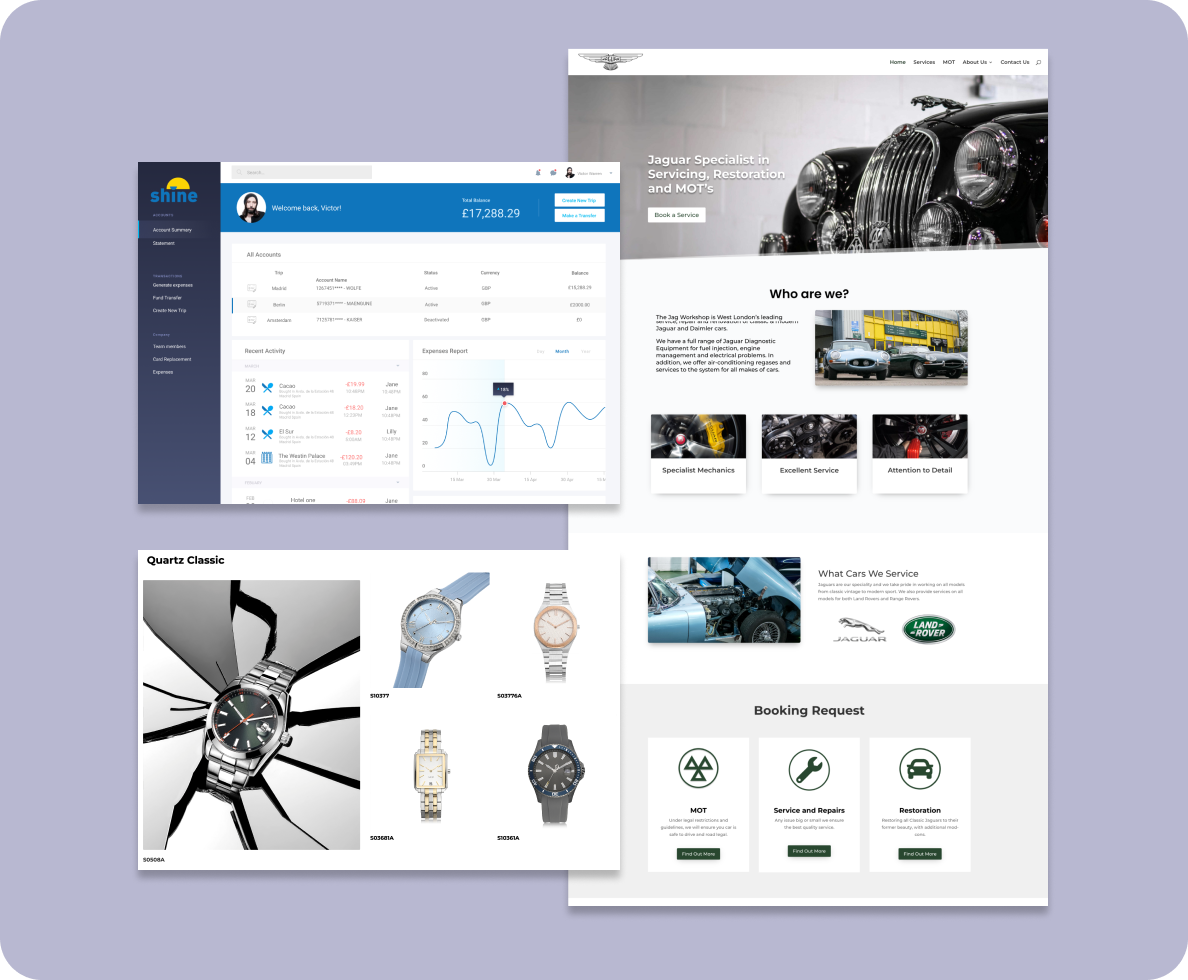 shine
ACCOUNTS
Account Summary
Statement
TRANSACTIONS
Generate expenses
Fund Transfer
Create New Trip
Company
Team members
Card Replacement
Expenses
Search...
Welcome back, Victor!
Total Balance
£17,288.29
Create New Trip
Make a Transfer
All Accounts
Trip Account Name Status Currency Balance
Madrid 1267451**** - WOLFE Active GBP £15,288.29
Berlin Active GBP £2000.00
Amsterdam 7125781**** - KAISER Deactivated GBP £0
Recent Activity
MARCH
MAR 20 Cacao -£19.99 Jane
10:48PM 10:48PM
MAR 18 Cacao -£18.20 Jane
12:33PM 10:48PM
MAR 12 El Sur -£8.20 Lilly
5:00AM 10:48PM
MAR 04 The Westin Palace -£120.20 Jane
03:49PM 10:48PM
FEBRUARY
FEB Hotel one -£88.09 Jane
Expenses Report
Day Month Year
80
60
40
20
0
18%
15 Mar 30 Mar 15 Apr 30 Apr
Home Services MOT About Us Contact Us
Jaguar Specialist in
Servicing, Restoration
and MOT's
Book a Service
Who are we?
The Jag Workshop is West London's leading
service, repair and renovation of classic & modern
Jaguar and Daimler cars.
We have a full range of Jaguar Diagnostic
Equipment for fuel injection, engine
management and electrical problems. In
addition, we offer air-conditioning regases and
services to the system for all makes of cars.
Specialist Mechanics
Excellent Service
Attention to Detail
What Cars We Service
Jaguars are our speciality and we take pride in working on all models
from classic vintage to modern sport. We also provide services on all
models for both Land Rovers and Range Rovers.
JAGUAR
LAND ROVER
Booking Request
MOT
Under legal restrictions and
guidelines, we will ensure you car is
safe to drive and road legal
Find Out More
Service and Repairs
Any issue big or small we ensure
the best quality service.
Find Out More
Restoration
Restoring all Classic Jaguars to their
former beauty, with additional mod-
cons.
Find Out More
Quartz Classic
S0508A
S10377
S03776A
S03681A
S10361A